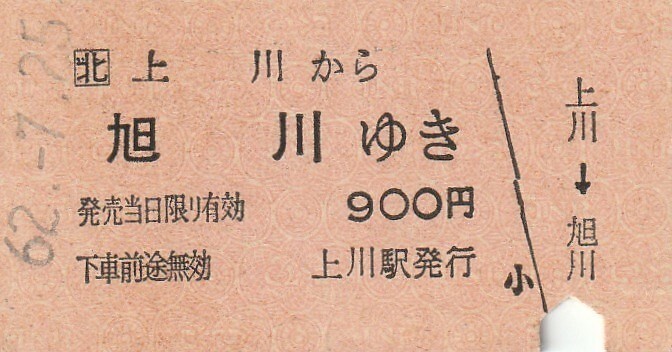 62.-7.25
北 上川から
旭川ゆき
発売当日限り有効 900円
下車前途無効 上川駅発行
小
上川→旭川